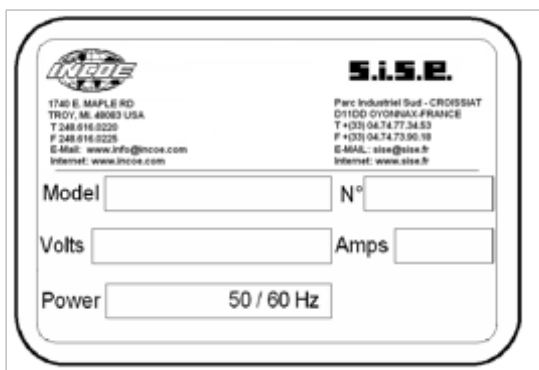 INCOE
1740 E. MAPLE RD
TROY, MI. 48083 USA
T 248.616.0220
F 248.616.0225
E-Mail: www.info@incoe.com
Internet: www.incoe.com
s.i.s.e.
Parc Industriel Sud - CROISSIAT
D11DD OYONNAX-FRANCE
T +(33) 04.74.77.34.53
F +(33) 04.74.73.90.18
E-MAIL: sise@sise.fr
Internet: www.sise.fr
Model
N°
Volts
Amps
Power 50 / 60 Hz